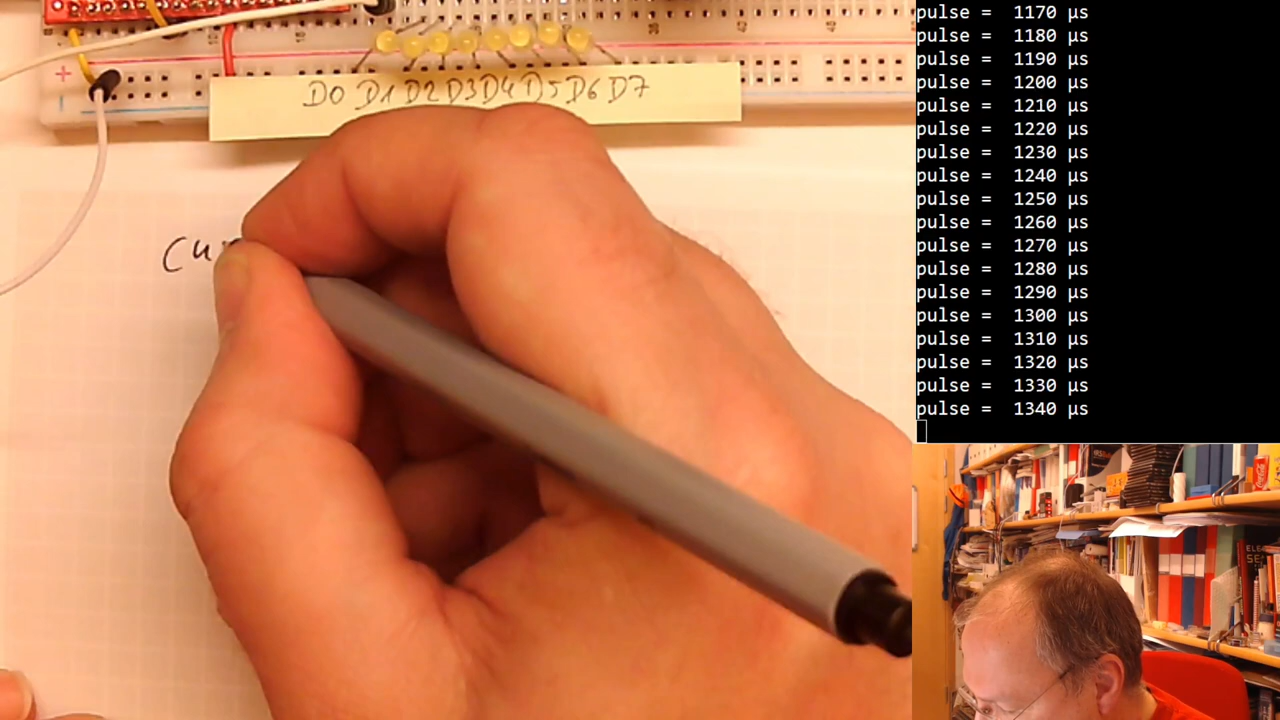 D0 D1 D2 D3 D4 D5 D6 D7
Cu
pulse = 1170 µs
pulse = 1180 µs
pulse = 1190 µs
pulse = 1200 µs
pulse = 1210 µs
pulse = 1220 µs
pulse = 1230 µs
pulse = 1240 µs
pulse = 1250 µs
pulse = 1260 µs
pulse = 1270 µs
pulse = 1280 µs
pulse = 1290 µs
pulse = 1300 µs
pulse = 1310 µs
pulse = 1320 µs
pulse = 1330 µs
pulse = 1340 µs